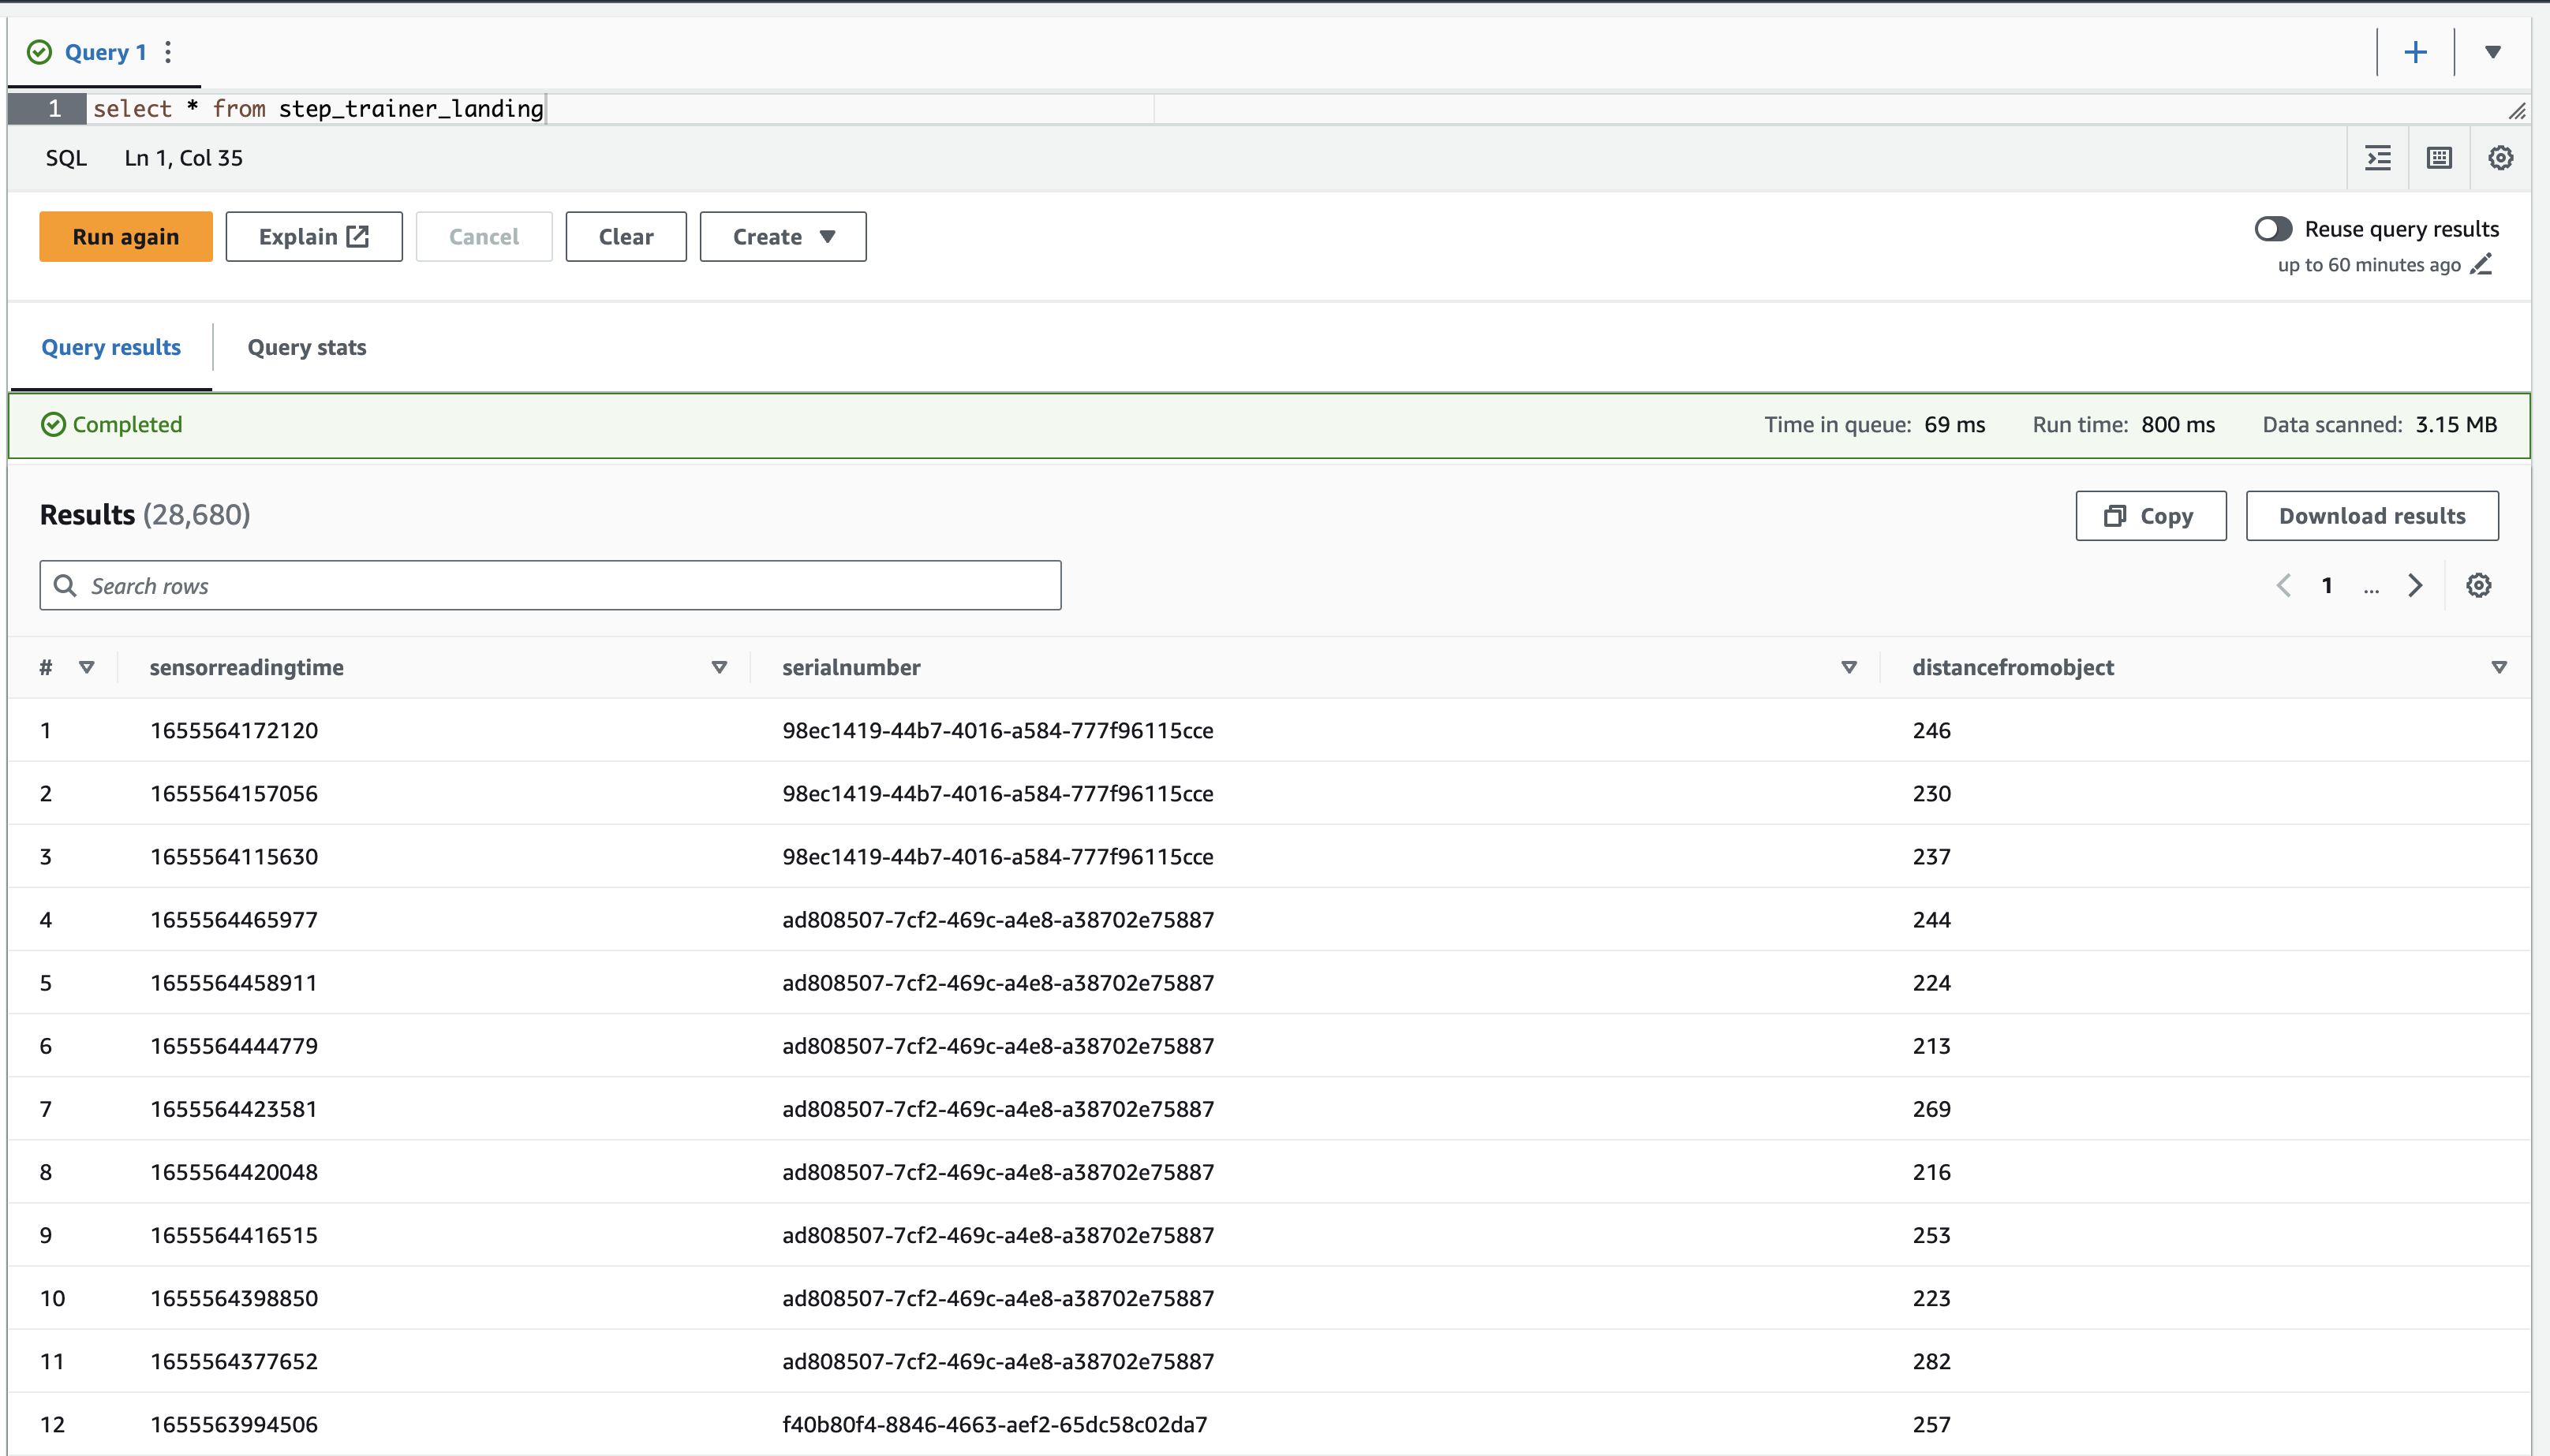 Query 1
1 select * from step_trainer_landing
SQL Ln 1, Col 35
Run again Explain Cancel Clear Create Reuse query results
up to 60 minutes ago
Query results Query stats
Completed Time in queue: 69 ms Run time: 800 ms Data scanned: 3.15 MB
Results (28,680) Copy Download results
Search rows 1 ...
# sensorreadingtime serialnumber distancefromobject
1 1655564172120 98ec1419-44b7-4016-a584-777f96115cce 246
2 1655564157056 98ec1419-44b7-4016-a584-777f96115cce 230
3 1655564115630 98ec1419-44b7-4016-a584-777f96115cce 237
4 1655564465977 ad808507-7cf2-469c-a4e8-a38702e75887 244
5 1655564458911 ad808507-7cf2-469c-a4e8-a38702e75887 224
6 1655564444779 ad808507-7cf2-469c-a4e8-a38702e75887 213
7 1655564423581 ad808507-7cf2-469c-a4e8-a38702e75887 269
8 1655564420048 ad808507-7cf2-469c-a4e8-a38702e75887 216
9 1655564416515 ad808507-7cf2-469c-a4e8-a38702e75887 253
10 1655564398850 ad808507-7cf2-469c-a4e8-a38702e75887 223
11 1655564377652 ad808507-7cf2-469c-a4e8-a38702e75887 282
12 1655563994506 f40b80f4-8846-4663-aef2-65dc58c02da7 257